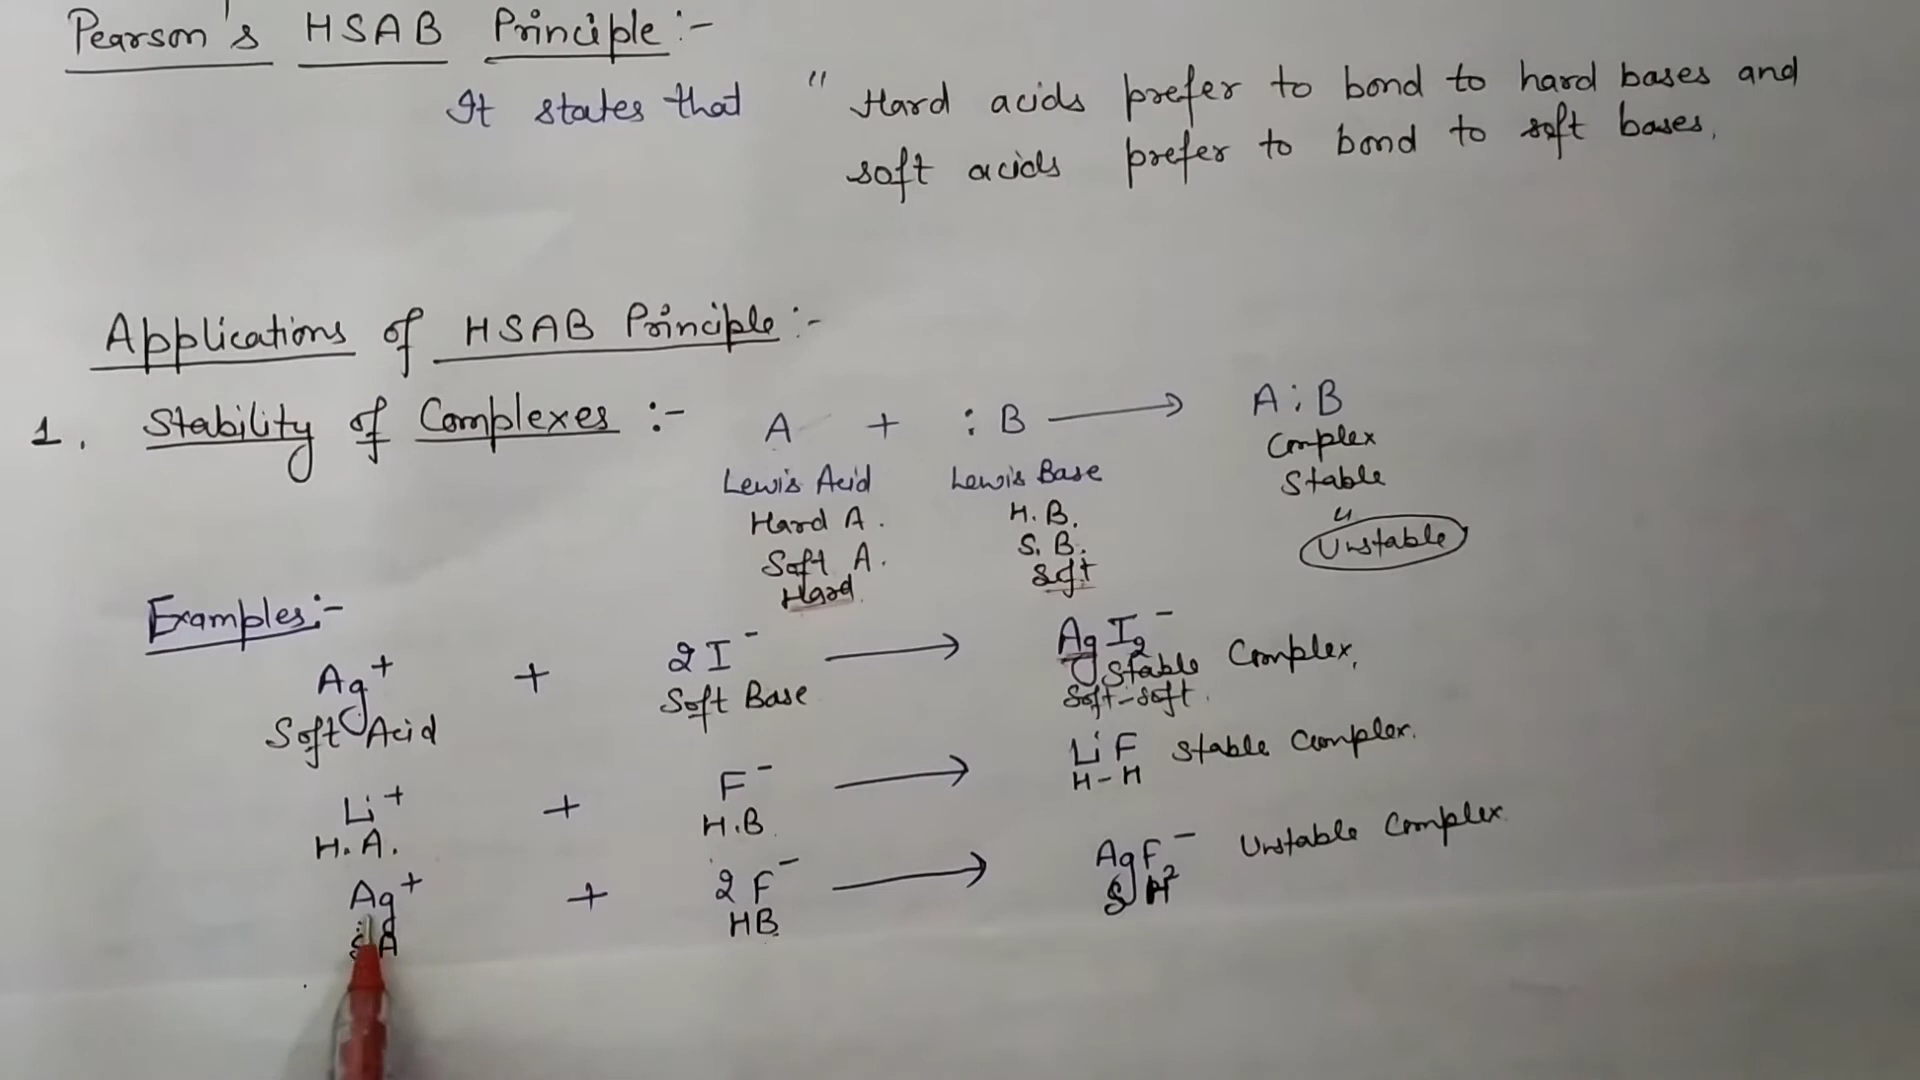 Pearson's HSAB Principle :-
It states that " Hard acids prefer to bond to hard bases and
soft acids prefer to bond to soft bases.
Applications of HSAB Principle :-
1. Stability of Complexes :- A + : B ⟶ A : B
Complex
Lewis Acid Lewis Base Stable
Hard A. H. B. "
Soft A. S. B. Unstable
Hard Soft
Examples :-
Ag⁺ + 2I⁻ ⟶ AgI₂⁻ Stable Complex,
Soft Acid Soft Base Soft-soft.
Li⁺ + F⁻ ⟶ LiF Stable Complex.
H.A. H.B H-H
Ag⁺ + 2F⁻ ⟶ AgF₂⁻ Unstable Complex
SA HB S H